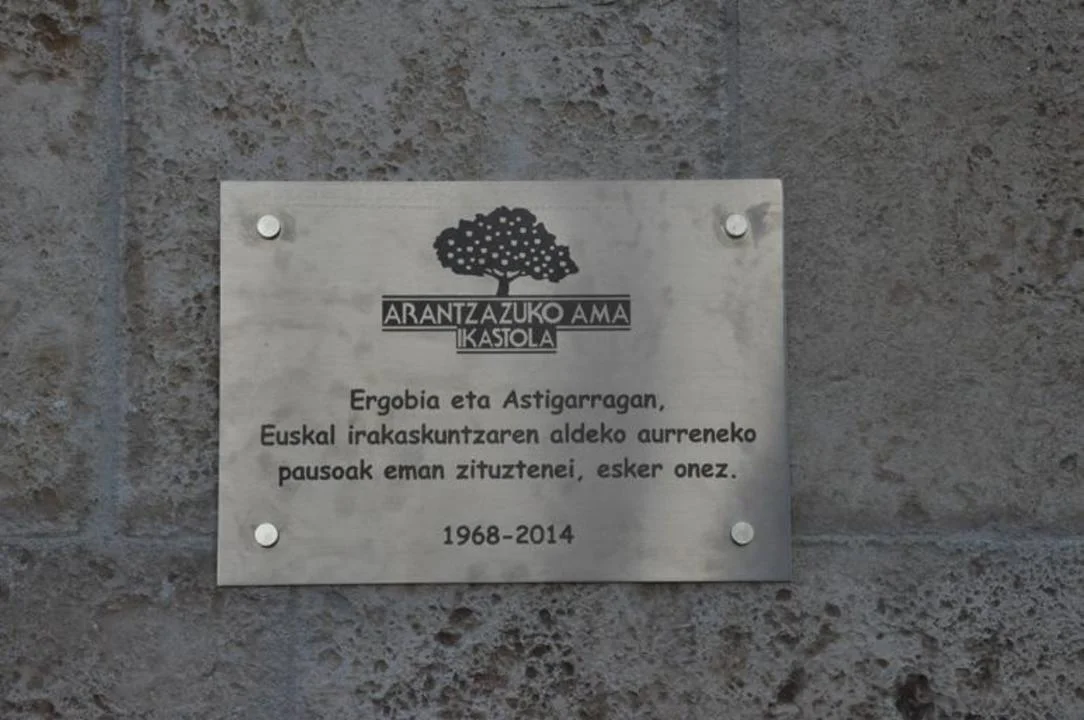 ARANTZAZUKO AMA
IKASTOLA
Ergobia eta Astigarragan,
Euskal irakaskuntzaren aldeko aurreneko
pausoak eman zituztenei, esker onez.
1968-2014